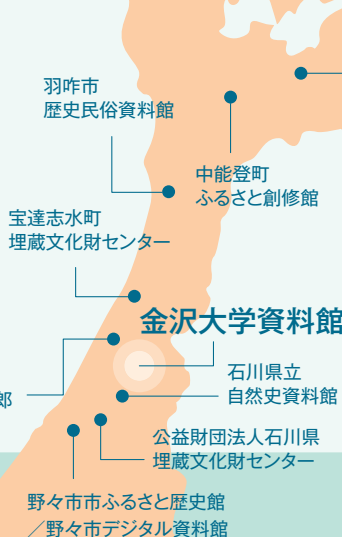 羽咋市
歴史民俗資料館
中能登町
ふるさと創修館
宝達志水町
埋蔵文化財センター
金沢大学資料館
石川県立
自然史資料館
郎
公益財団法人石川県
埋蔵文化財センター
野々市市ふるさと歴史館
／野々市デジタル資料館